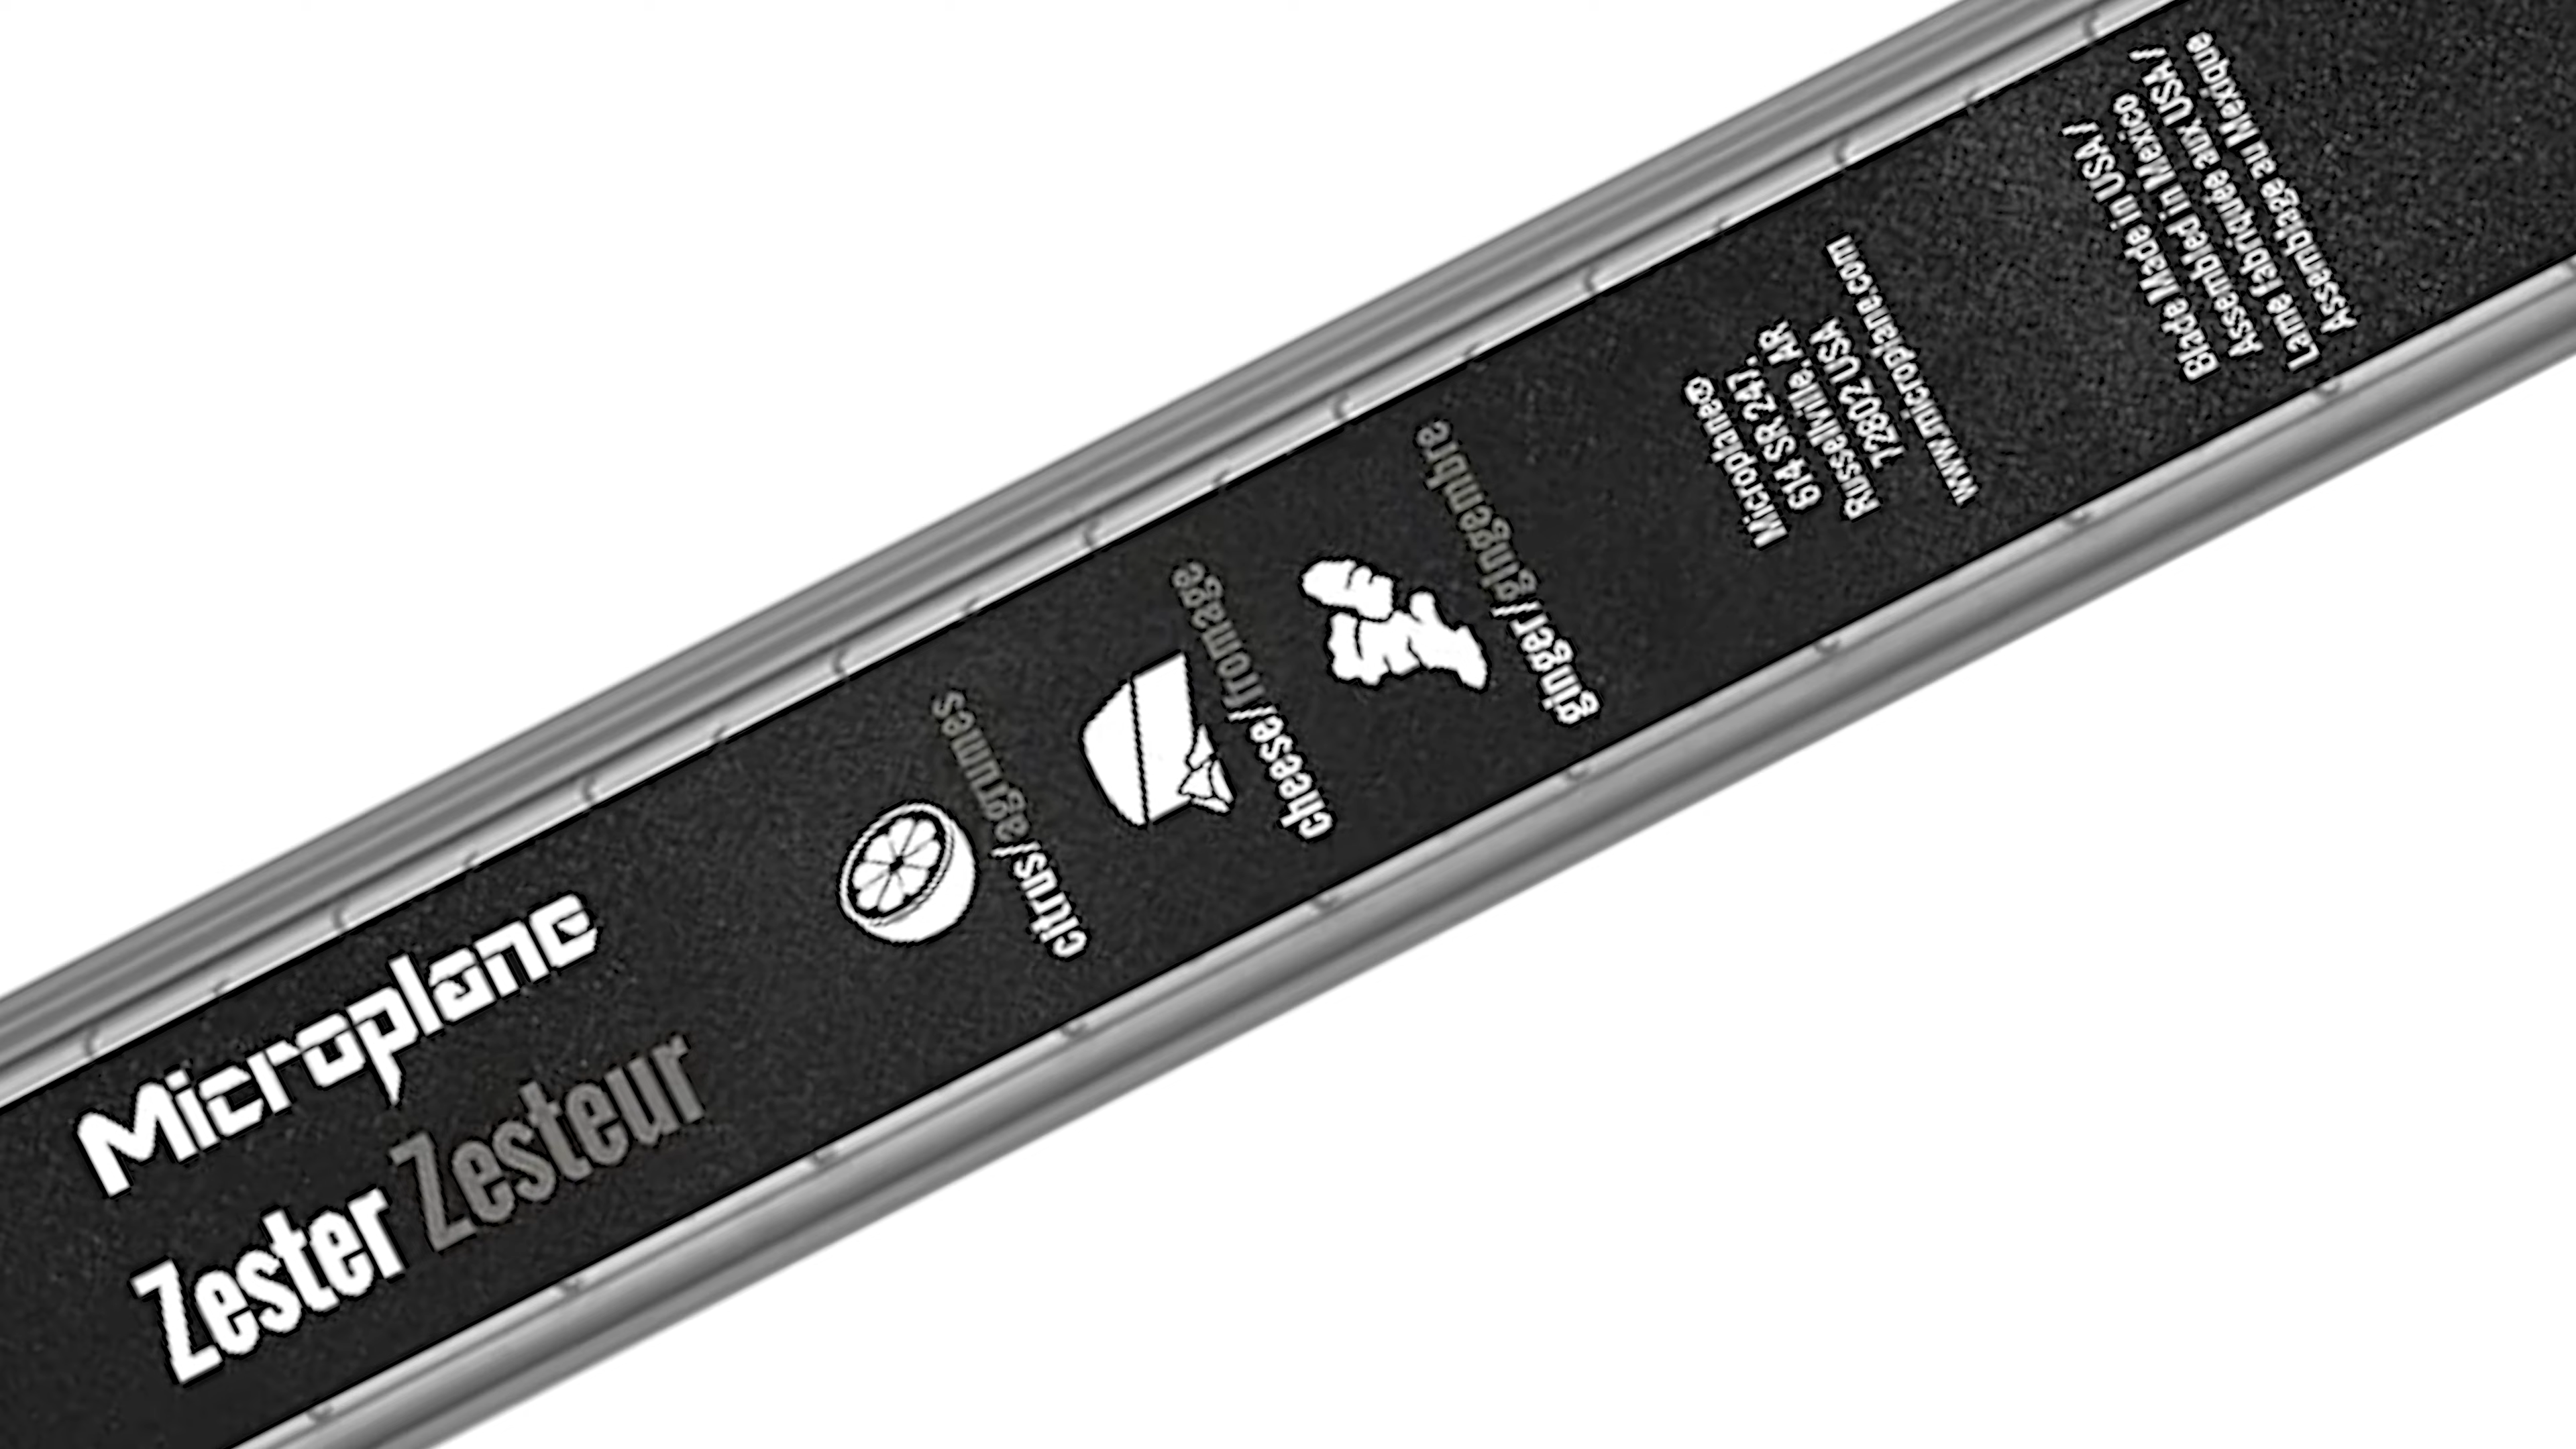 Microplane
Zester Zesteur
citrus/agrumes
cheese/fromage
ginger/gingembre
Microplane®
614 SR 247,
Russellville, AR
72802 USA
www.microplane.com
Blade Made in USA /
Assembled in Mexico
Lame fabriquée aux USA /
Assemblage au Mexique